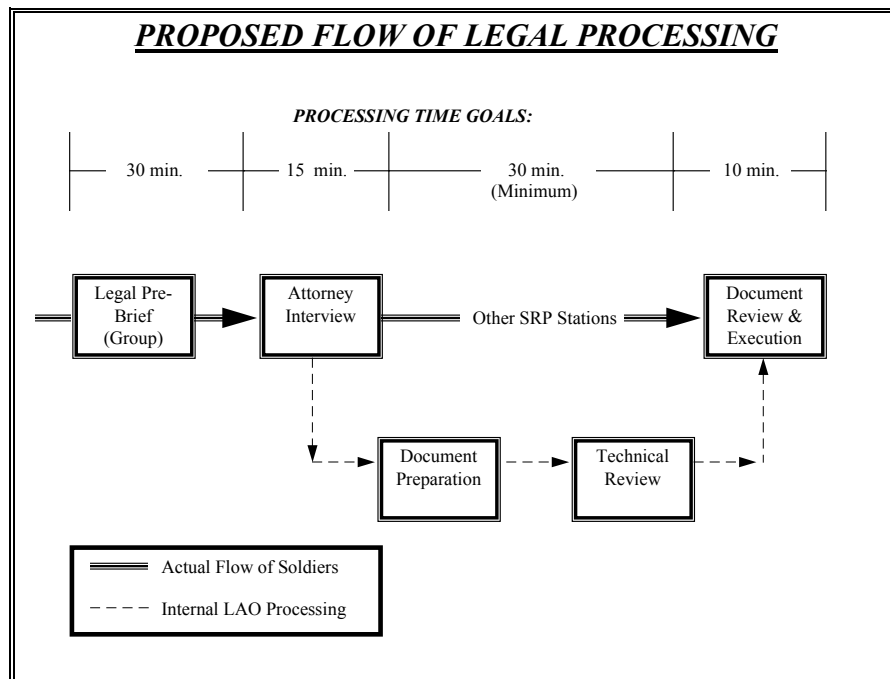 PROPOSED FLOW OF LEGAL PROCESSING
PROCESSING TIME GOALS:
30 min.
15 min.
30 min.
(Minimum)
10 min.
Legal Pre-
Brief
(Group)
Attorney
Interview
Other SRP Stations
Document
Review &
Execution
Document
Preparation
Technical
Review
Actual Flow of Soldiers
Internal LAO Processing